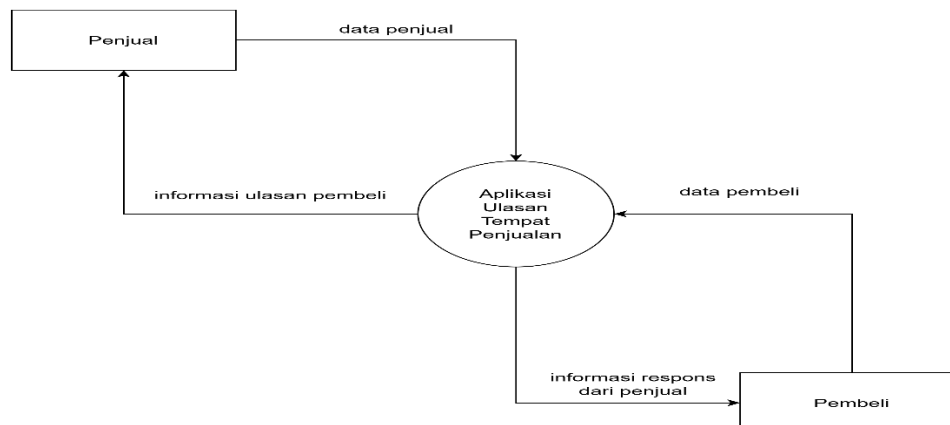 data penjual
Penjual
informasi ulasan pembeli
Aplikasi
Ulasan
Tempat
Penjualan
data pembeli
informasi respons
dari penjual
Pembeli